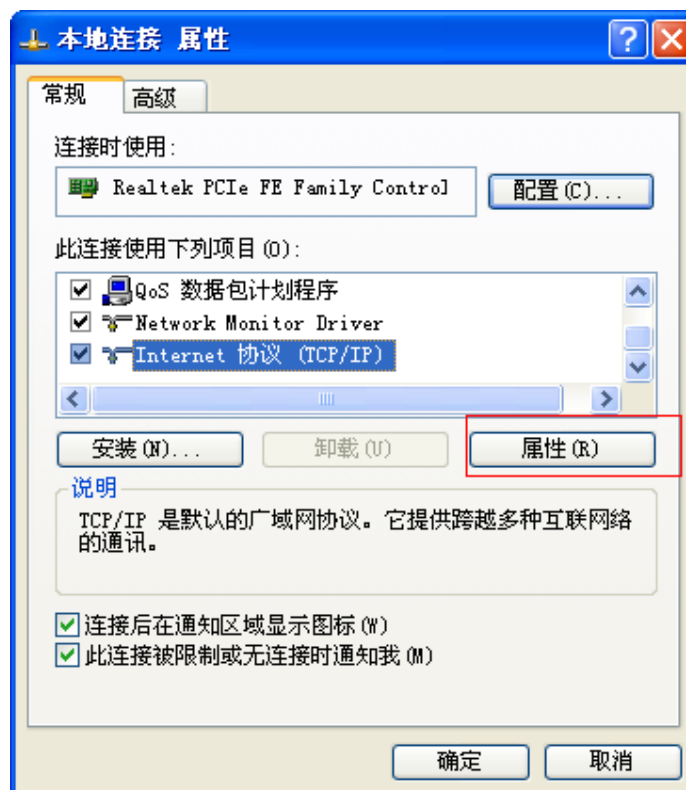 本地连接 属性
常规
高级
连接时使用:
Realtek PCIe FE Family Control
配置(C)...
此连接使用下列项目(O):
QoS 数据包计划程序
Network Monitor Driver
Internet 协议 (TCP/IP)
安装(N)...
卸载(U)
属性(R)
说明
TCP/IP 是默认的广域网协议。它提供跨越多种互联网络
的通讯。
连接后在通知区域显示图标(W)
此连接被限制或无连接时通知我(M)
确定
取消